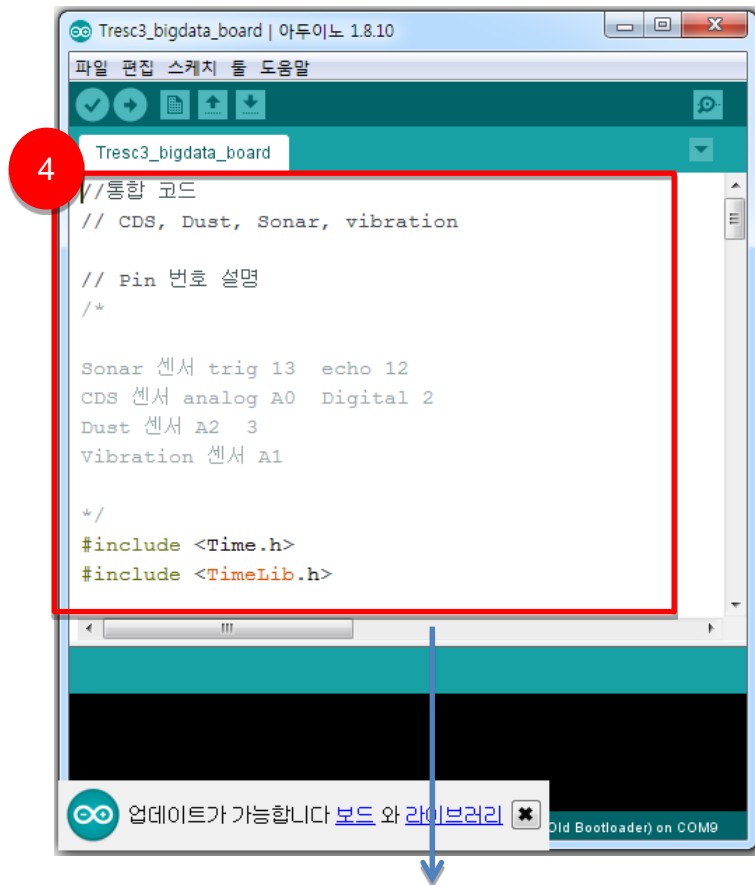 Tresc3_bigdata_board | 아두이노 1.8.10
파일 편집 스케치 툴 도움말
Tresc3_bigdata_board
4
//통합 코드
// CDS, Dust, Sonar, vibration
// Pin 번호 설명
/*
Sonar 센서 trig 13 echo 12
CDS 센서 analog A0 Digital 2
Dust 센서 A2 3
Vibration 센서 A1
*/
#include <Time.h>
#include <TimeLib.h>
업데이트가 가능합니다 보드 와 라이브러리
Old Bootloader) on COM9